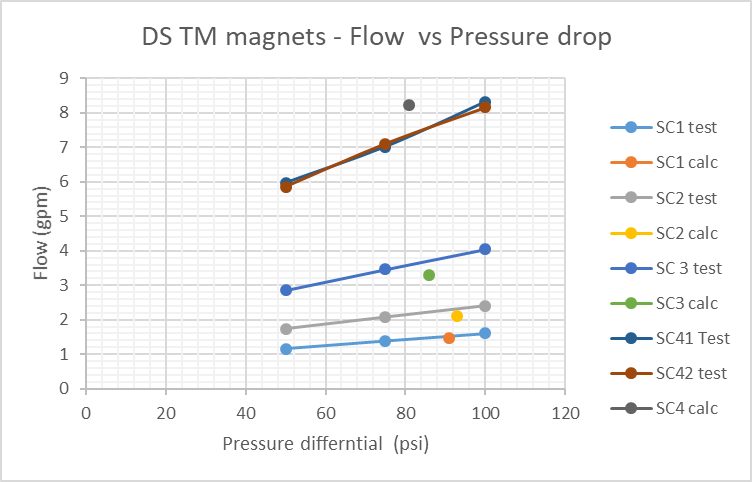 DS TM magnets - Flow  vs Pressure drop
9
8
7
6
5
4
3
2
1
0
Flow (gpm)
0 20 40 60 80 100 120
Pressure differntial  (psi)
SC1 test
SC1 calc
SC2 test
SC2 calc
SC 3 test
SC3 calc
SC41 Test
SC42 test
SC4 calc